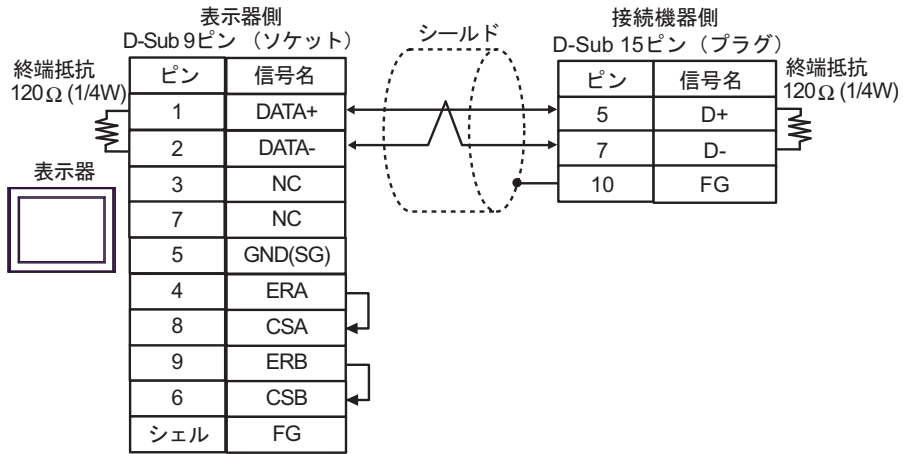 表示器側
D-Sub 9ピン （ソケット）
シールド
接続機器側
D-Sub 15ピン（プラグ）
終端抵抗
120Ω (1/4W)
ピン 信号名
1 DATA+
2 DATA-
3 NC
7 NC
5 GND(SG)
4 ERA
8 CSA
9 ERB
6 CSB
シェル FG
表示器
ピン 信号名
5 D+
7 D-
10 FG
終端抵抗
120Ω (1/4W)